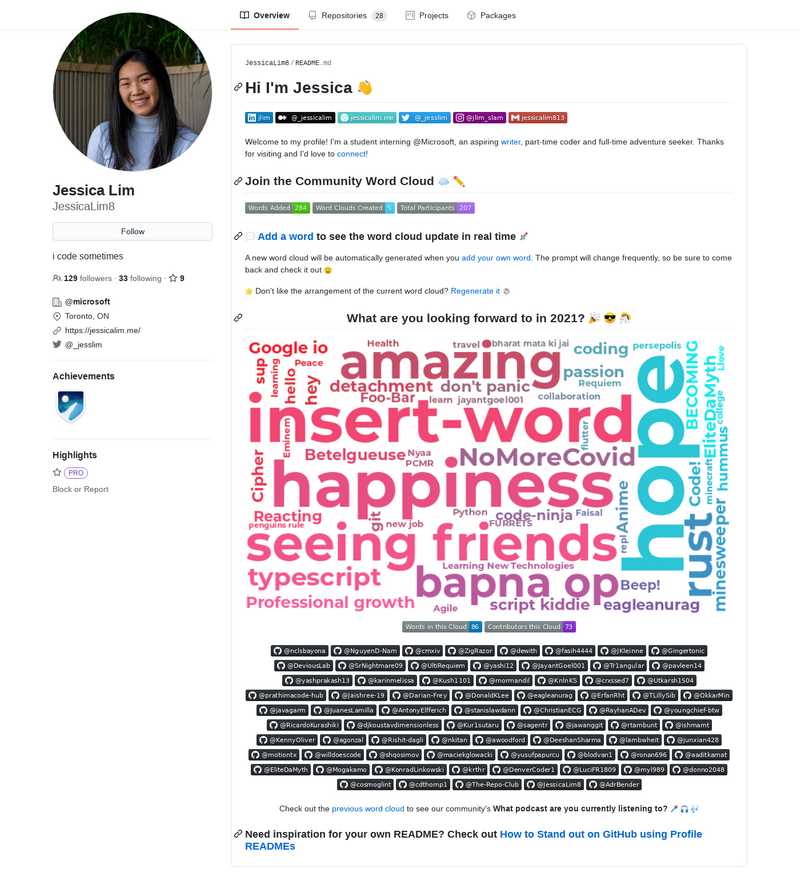 Overview Repositories 28 Projects Packages
Jessica Lim
JessicaLim8
Follow
i code sometimes
129 followers · 33 following · 9
@microsoft
Toronto, ON
https://jessicalim.me/
@_jesslim
Achievements
Highlights
PRO
Block or Report
JessicaLim8 / README.md
Hi I'm Jessica 👋
jlim @_jessicalim jessicalim.me @_jesslim @jlim_slam jessicalim813
Welcome to my profile! I'm a student interning @Microsoft, an aspiring writer, part-time coder and full-time adventure seeker. Thanks
for visiting and I'd love to connect!
Join the Community Word Cloud ☁️ ✏️
Words Added 284 Word Clouds Created 5 Total Participants 207
Add a word to see the word cloud update in real time 🚀
A new word cloud will be automatically generated when you add your own word. The prompt will change frequently, so be sure to come
back and check it out 😄
⭐ Don't like the arrangement of the current word cloud? Regenerate it 🎲
What are you looking forward to in 2021? 🎉 😎
Google io
Health
travel
bharat mata ki jai
coding
persepolis
Llove
sup
learning
Peace
hello
hey
amazing
passion
Requiem
detachment
don't panic
Foo-Bar
learn
jayantgoel001
collaboration
hope
BECOMING
EliteDaMyth
college
insert-word
Eminem
flutter
Betelgueuse
Nyaa
PCMR
NoMoreCovid
Cipher
happiness
Code!
minecraft
hummus
Anime
Reacting
penguins rule
git
new job
Python
code-ninja
Faisal
FURRETS
seeing friends
repl
rust
minesweeper
Learning New Technologies
typescript
bapna op
Beep!
Professional growth
Agile
script kiddie
eagleanurag
Words in this Cloud 86 Contributors this Cloud 73
@nclsbayona @NguyenD-Nam @cmxiv @ZigRazor @dewith @fasih4444 @JKleinne @Gingertonic
@DeviousLab @SrNightmare09 @UltiRequiem @yashi12 @JayantGoel001 @Tr1angular @pavleen14
@yashprakash13 @karinmelissa @Kush1101 @mormandil @KnlnKS @crxssed7 @Utkarsh1504
@prathimacode-hub @Jaishree-19 @Darian-Frey @DonaldKLee @eagleanurag @ErfanRht @TLillySib @OkkarMin
@javagarm @JuanesLamilla @AntonyElfferich @stanislawdann @ChristianECG @RayhanADev @youngchief-btw
@RicardoKurashiki @djkoustavdimensionless @Kur1sutaru @sagentr @jawanggit @rtambunt @ishmamt
@KennyOliver @agonzal @Rishit-dagli @nkitan @awoodford @DeeshanSharma @lambwheit @junxian428
@motiontx @willdoescode @shqosimov @maciekglowacki @yusufpapurcu @blodvan1 @ronan696 @aaditkamat
@EliteDaMyth @Mogakamo @KonradLinkowski @krthr @DenverCoder1 @LuciFR1809 @myl989 @donno2048
@cosmoglint @cdthomp1 @The-Repo-Club @JessicaLim8 @AdrBender
Check out the previous word cloud to see our community's What podcast are you currently listening to? 🎤 🎧 🎶
Need inspiration for your own README? Check out How to Stand out on GitHub using Profile
READMEs